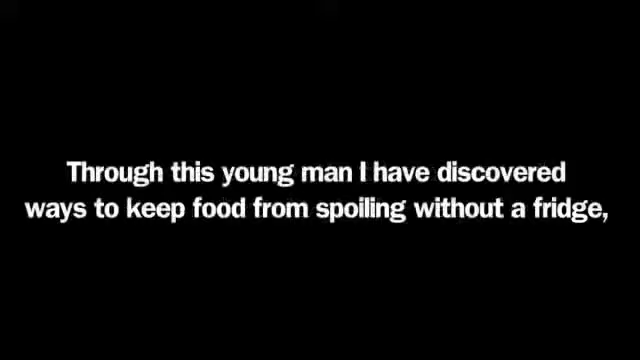 Through this young man I have discovered
ways to keep food from spoiling without a fridge,